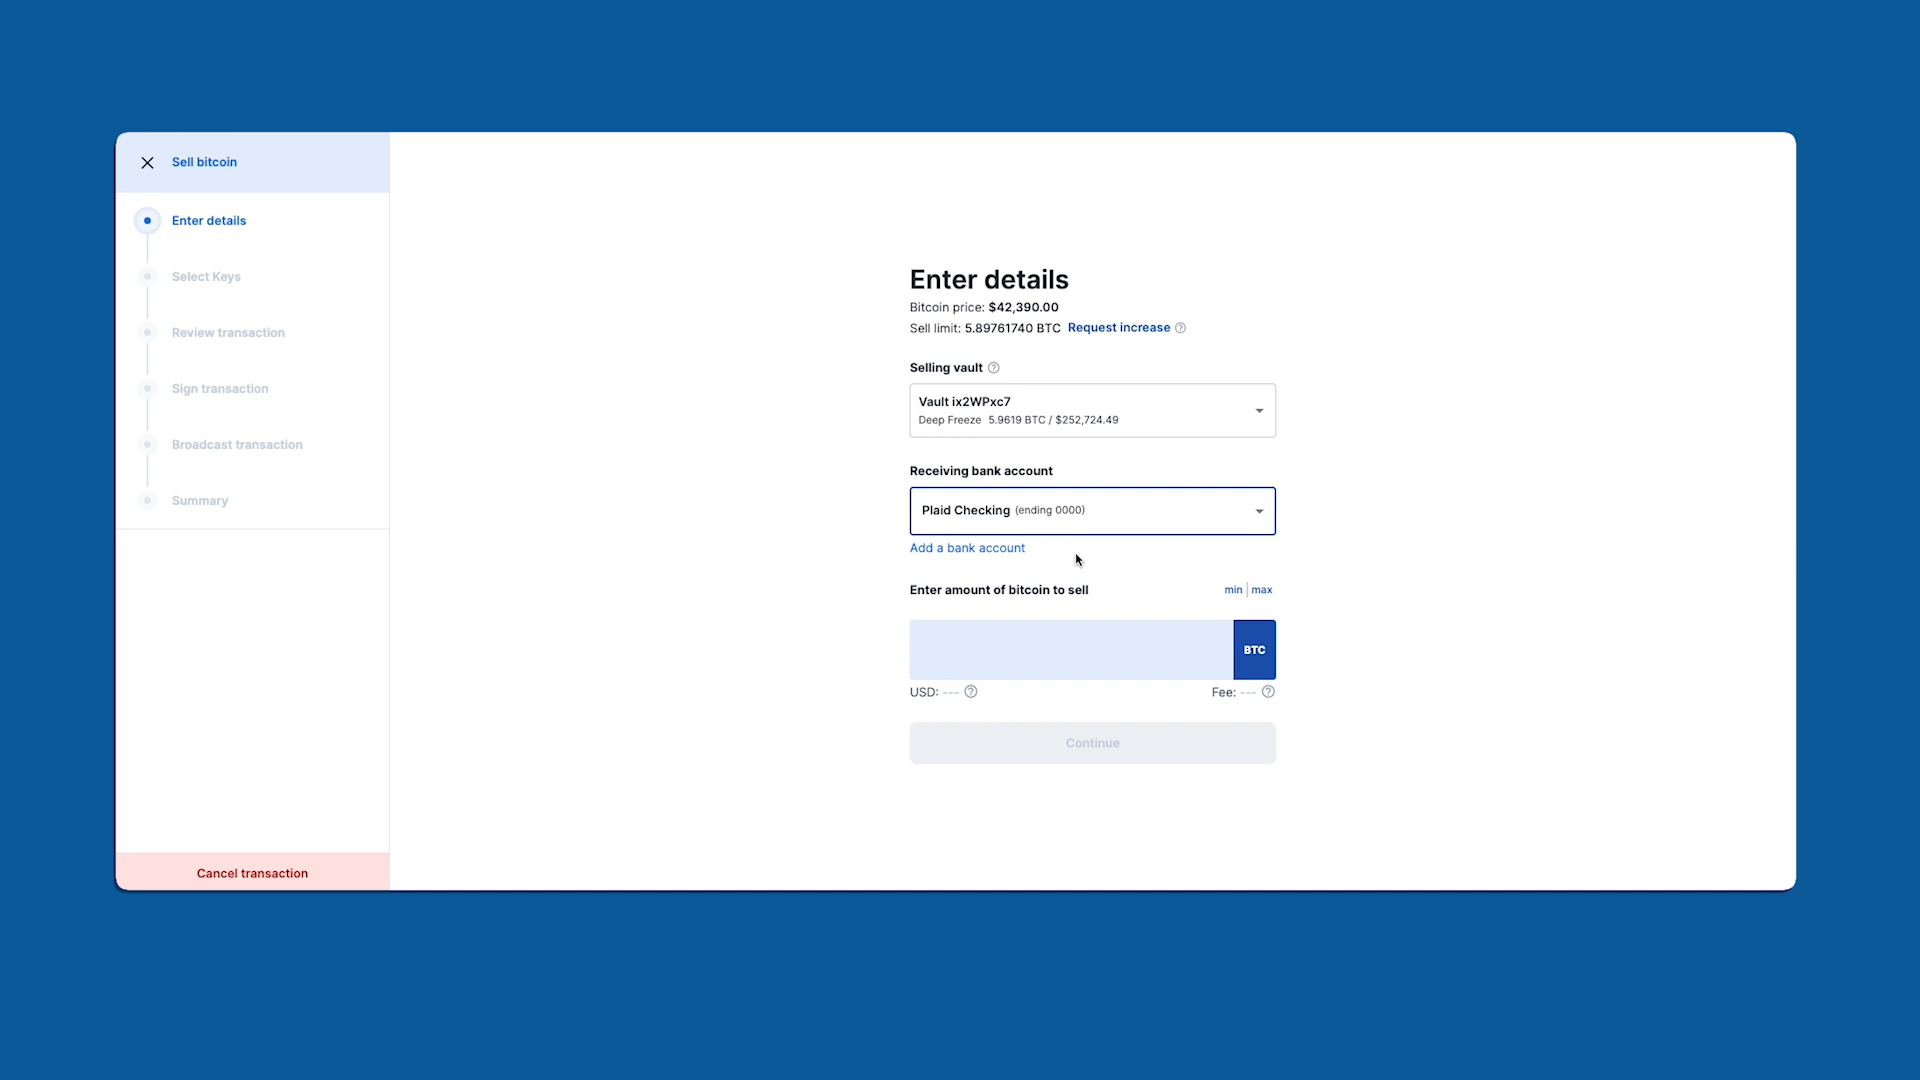 Sell bitcoin
Enter details
Select Keys
Review transaction
Sign transaction
Broadcast transaction
Summary
Cancel transaction
Enter details
Bitcoin price: $42,390.00
Sell limit: 5.89761740 BTC Request increase ?
Selling vault ?
Vault ix2WPxc7
Deep Freeze 5.9619 BTC / $252,724.49
Receiving bank account
Plaid Checking (ending 0000)
Add a bank account
Enter amount of bitcoin to sell min | max
BTC
USD: --- ? Fee: --- ?
Continue